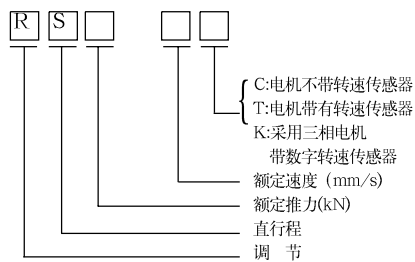 R S
C:电机不带转速传感器
T:电机带有转速传感器
K:采用三相电机
带数字转速传感器
额定速度 (mm/s)
额定推力(kN)
直行程
调 节